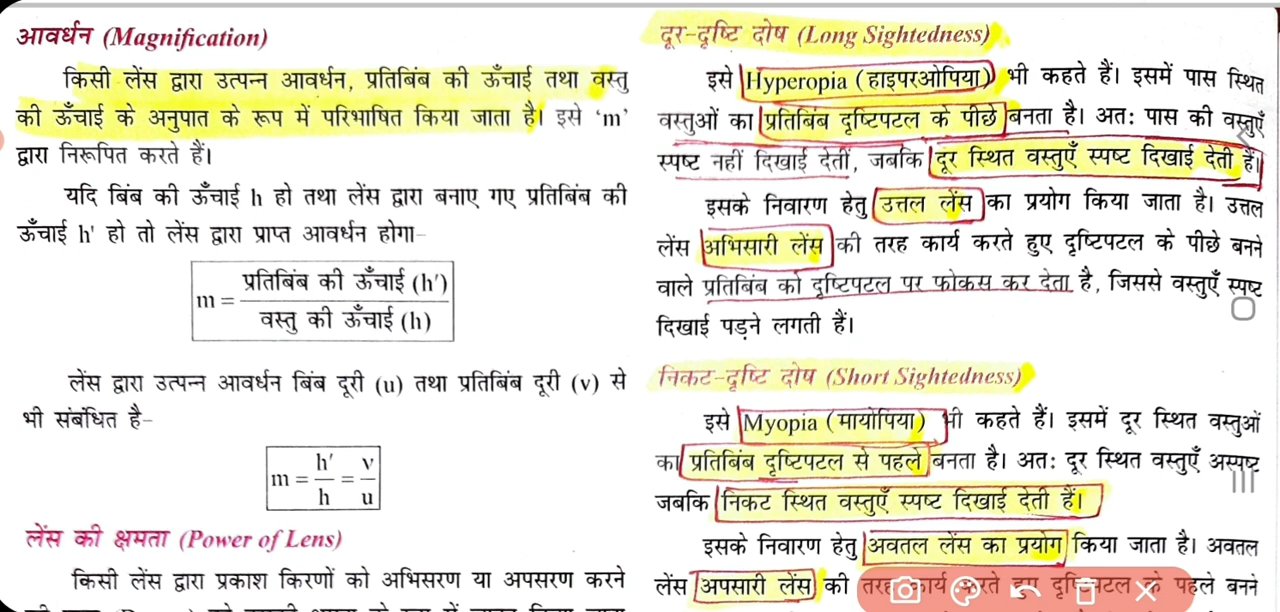 आवर्धन (Magnification)
किसी लेंस द्वारा उत्पन्न आवर्धन, प्रतिबिंब की ऊँचाई तथा वस्तु
की ऊँचाई के अनुपात के रूप में परिभाषित किया जाता है। इसे ‘m’
द्वारा निरूपित करते हैं।
यदि बिंब की ऊँचाई h हो तथा लेंस द्वारा बनाए गए प्रतिबिंब की
ऊँचाई h' हो तो लेंस द्वारा प्राप्त आवर्धन होगा–
m = प्रतिबिंब की ऊँचाई (h') / वस्तु की ऊँचाई (h)
लेंस द्वारा उत्पन्न आवर्धन बिंब दूरी (u) तथा प्रतिबिंब दूरी (v) से
भी संबंधित है–
m = h'/h = v/u
लेंस की क्षमता (Power of Lens)
किसी लेंस द्वारा प्रकाश किरणों को अभिसरण या अपसरण करने
दूर-दृष्टि दोष (Long Sightedness)
इसे Hyperopia (हाइपरओपिया) भी कहते हैं। इसमें पास स्थित
वस्तुओं का प्रतिबिंब दृष्टिपटल के पीछे बनता है। अतः पास की वस्तुएँ
स्पष्ट नहीं दिखाई देतीं, जबकि दूर स्थित वस्तुएँ स्पष्ट दिखाई देती हैं।
इसके निवारण हेतु उत्तल लेंस का प्रयोग किया जाता है। उत्तल
लेंस अभिसारी लेंस की तरह कार्य करते हुए दृष्टिपटल के पीछे बनने
वाले प्रतिबिंब को दृष्टिपटल पर फोकस कर देता है, जिससे वस्तुएँ स्पष्ट
दिखाई पड़ने लगती हैं।
निकट-दृष्टि दोष (Short Sightedness)
इसे Myopia (मायोपिया) भी कहते हैं। इसमें दूर स्थित वस्तुओं
का प्रतिबिंब दृष्टिपटल से पहले बनता है। अतः दूर स्थित वस्तुएँ अस्पष्ट
जबकि निकट स्थित वस्तुएँ स्पष्ट दिखाई देती हैं।
इसके निवारण हेतु अवतल लेंस का प्रयोग किया जाता है। अवतल
लेंस अपसारी लेंस की तरह कार्य करते हुए दृष्टिपटल के पहले बनने